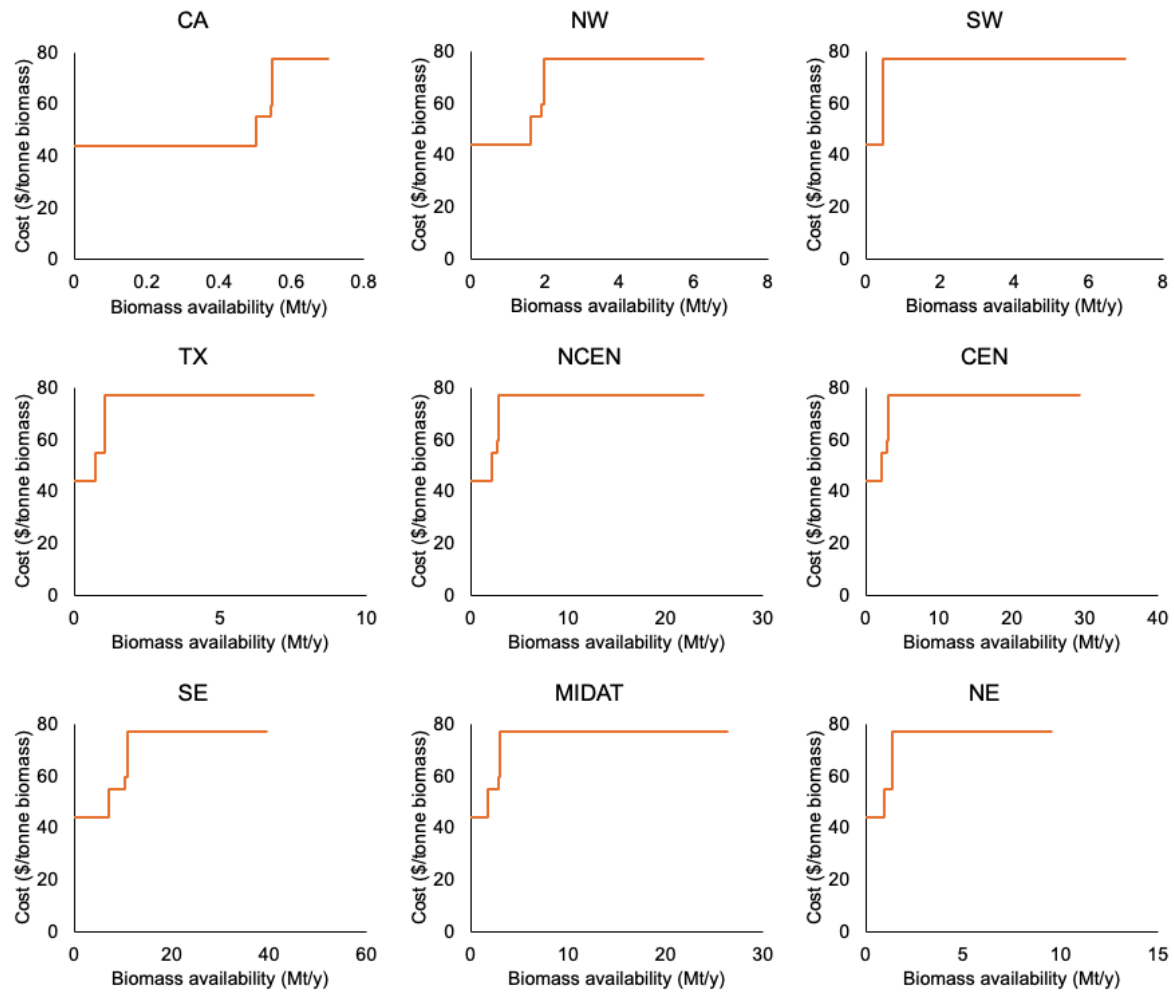 CA
80
60
40
20
0
Cost ($/tonne biomass)
0 0.2 0.4 0.6 0.8
Biomass availability (Mt/y)
NW
80
60
40
20
0
Cost ($/tonne biomass)
0 2 4 6 8
Biomass availability (Mt/y)
SW
80
60
40
20
0
Cost ($/tonne biomass)
0 2 4 6 8
Biomass availability (Mt/y)
TX
80
60
40
20
0
Cost ($/tonne biomass)
0 5 10
Biomass availability (Mt/y)
NCEN
80
60
40
20
0
Cost ($/tonne biomass)
0 10 20 30
Biomass availability (Mt/y)
CEN
80
60
40
20
0
Cost ($/tonne biomass)
0 10 20 30 40
Biomass availability (Mt/y)
SE
80
60
40
20
0
Cost ($/tonne biomass)
0 20 40 60
Biomass availability (Mt/y)
MIDAT
80
60
40
20
0
Cost ($/tonne biomass)
0 10 20 30
Biomass availability (Mt/y)
NE
80
60
40
20
0
Cost ($/tonne biomass)
0 5 10 15
Biomass availability (Mt/y)